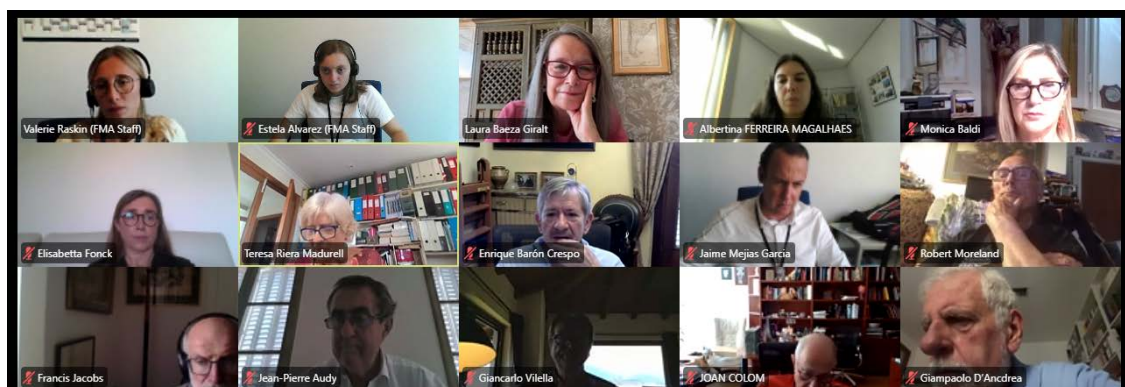 Valerie Raskin (FMA Staff)
Estela Alvarez (FMA Staff)
Laura Baeza Giralt
Albertina FERREIRA MAGALHAES
Monica Baldi
Elisabetta Fonck
Teresa Riera Madurell
Enrique Barón Crespo
Jaime Mejias Garcia
Robert Moreland
Francis Jacobs
Jean-Pierre Audy
Giancarlo Vilella
JOAN COLOM
Giampaolo D'Ancdrea